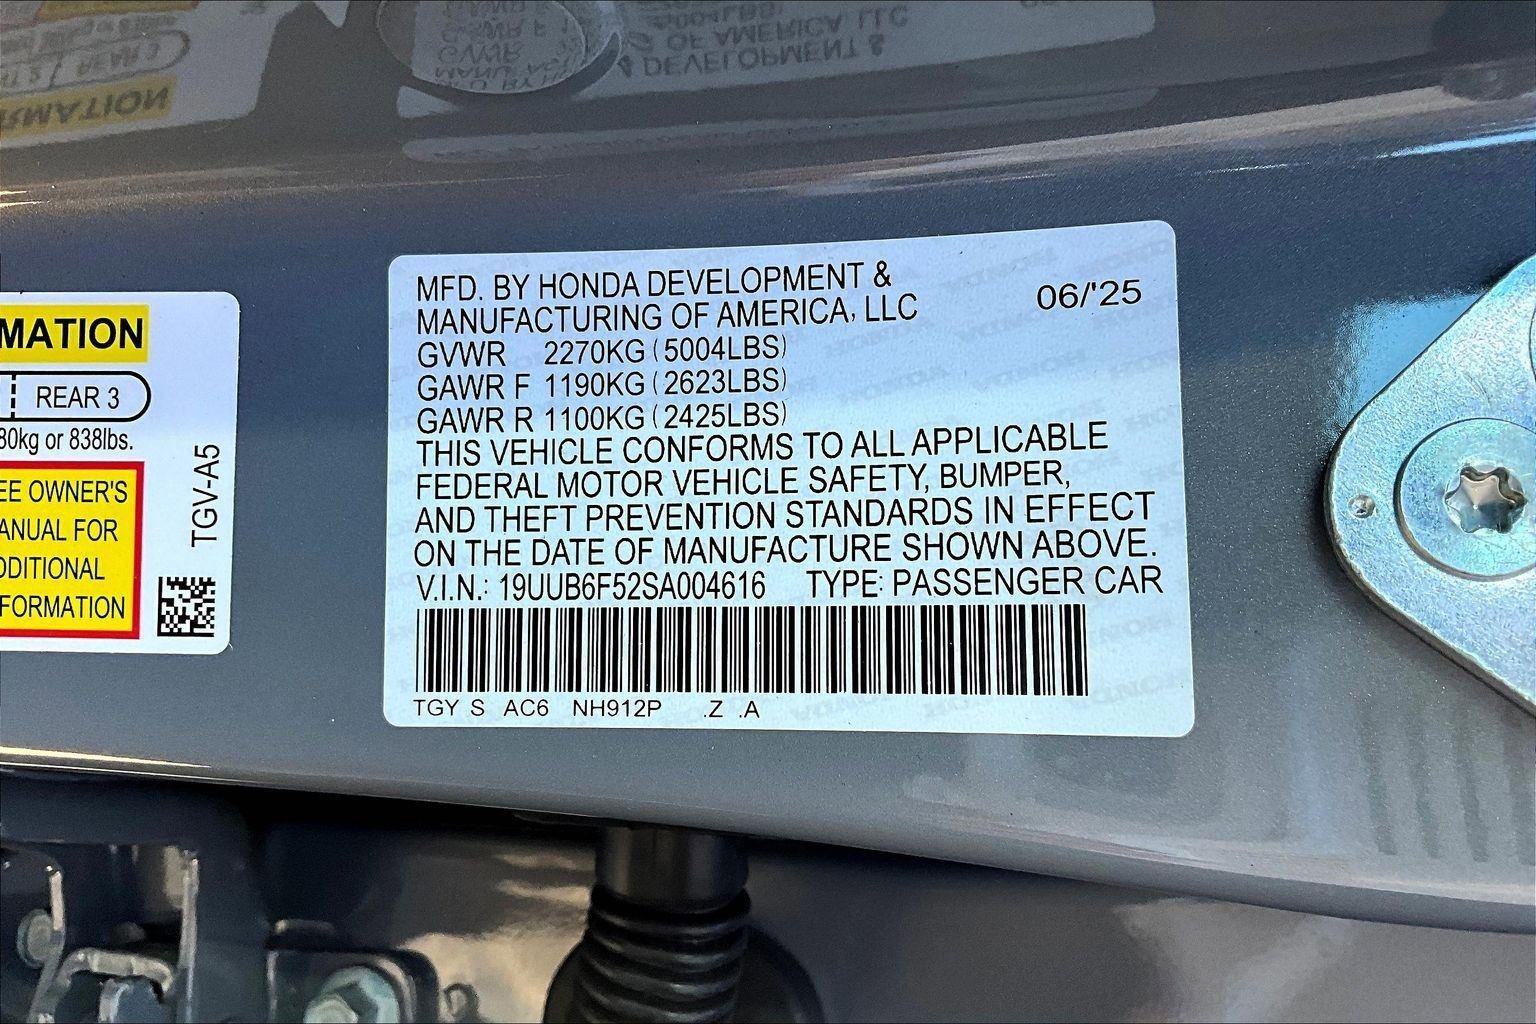 MATION
REAR 3
80kg or 838lbs.
EE OWNER'S
ANUAL FOR
DDITIONAL
FORMATION
TGV-A5
MFD. BY HONDA DEVELOPMENT &
MANUFACTURING OF AMERICA, LLC
06/'25
GVWR 2270KG (5004LBS)
GAWR F 1190KG (2623LBS)
GAWR R 1100KG (2425LBS)
THIS VEHICLE CONFORMS TO ALL APPLICABLE
FEDERAL MOTOR VEHICLE SAFETY, BUMPER,
AND THEFT PREVENTION STANDARDS IN EFFECT
ON THE DATE OF MANUFACTURE SHOWN ABOVE.
V.I.N.: 19UUB6F52SA004616 TYPE: PASSENGER CAR
TGY S AC6 NH912P .Z .A